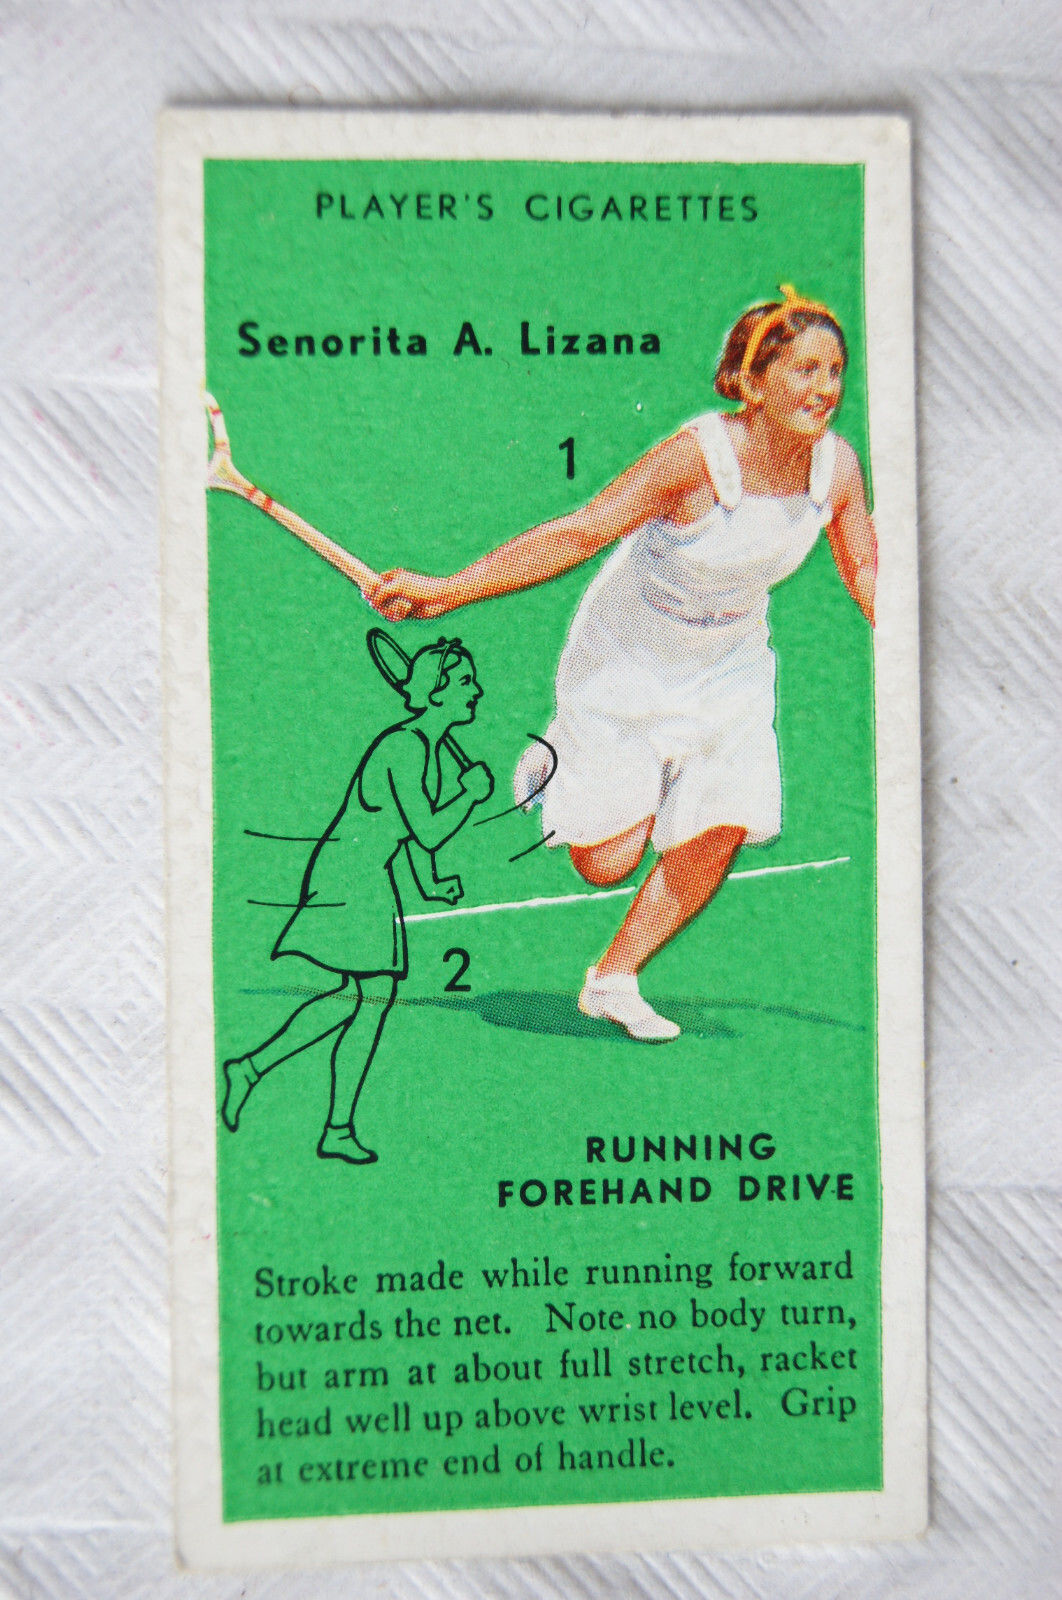 PLAYER'S CIGARETTES
Senorita A. Lizana
1
2
RUNNING
FOREHAND DRIVE
Stroke made while running forward
towards the net. Note no body turn,
but arm at about full stretch, racket
head well up above wrist level. Grip
at extreme end of handle.